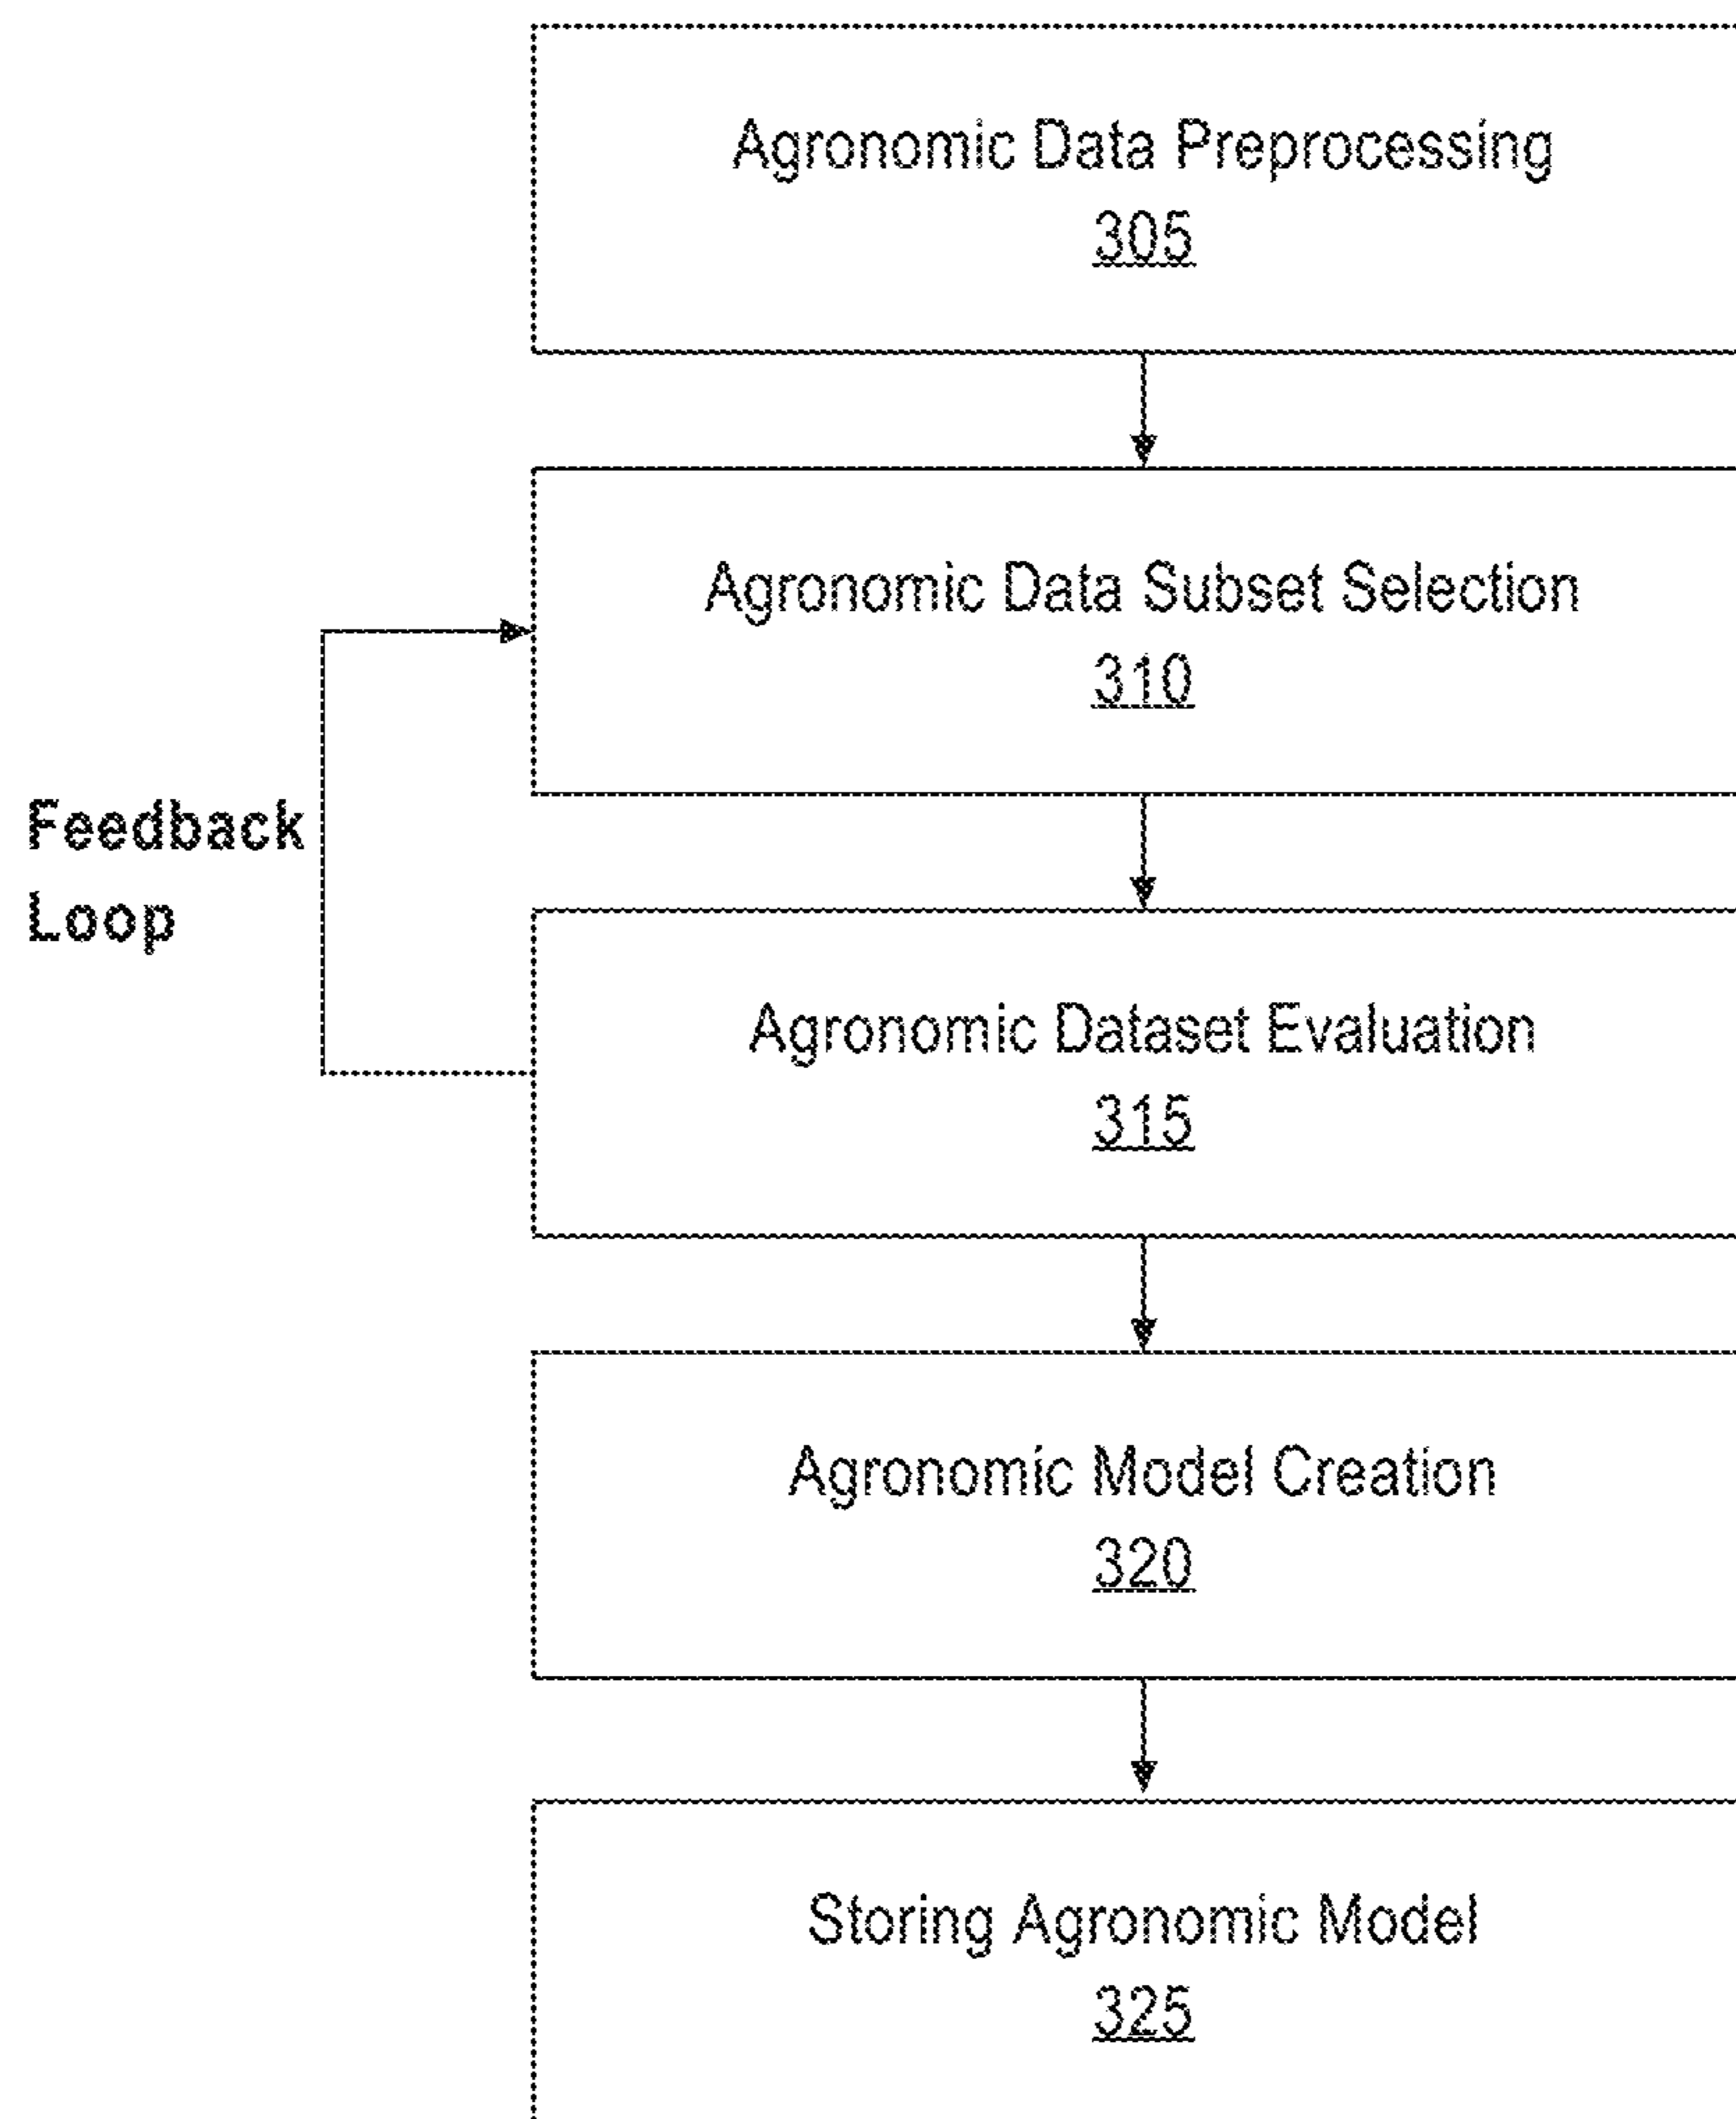 Agronomic Data Preprocessing
305
Agronomic Data Subset Selection
310
Feedback
Loop
Agronomic Dataset Evaluation
315
Agronomic Model Creation
320
Storing Agronomic Model
325